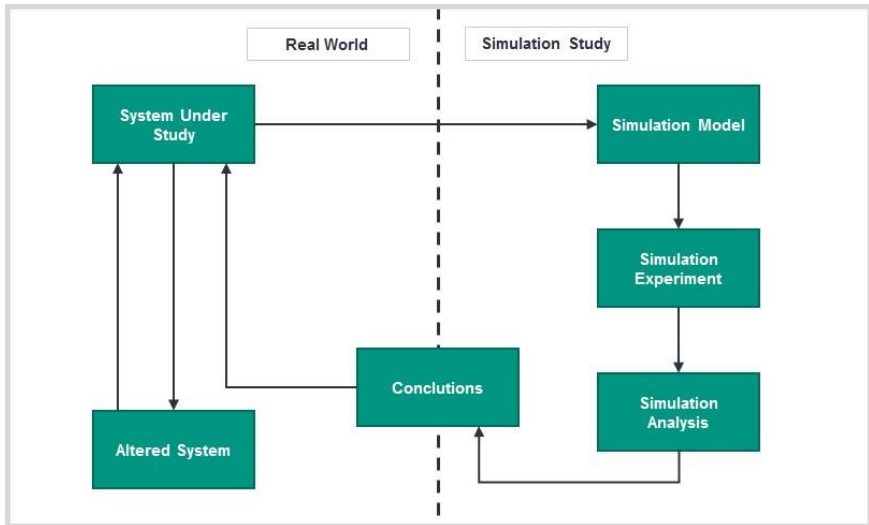 Real World
Simulation Study
System Under
Study
Simulation Model
Simulation
Experiment
Conclutions
Simulation
Analysis
Altered System